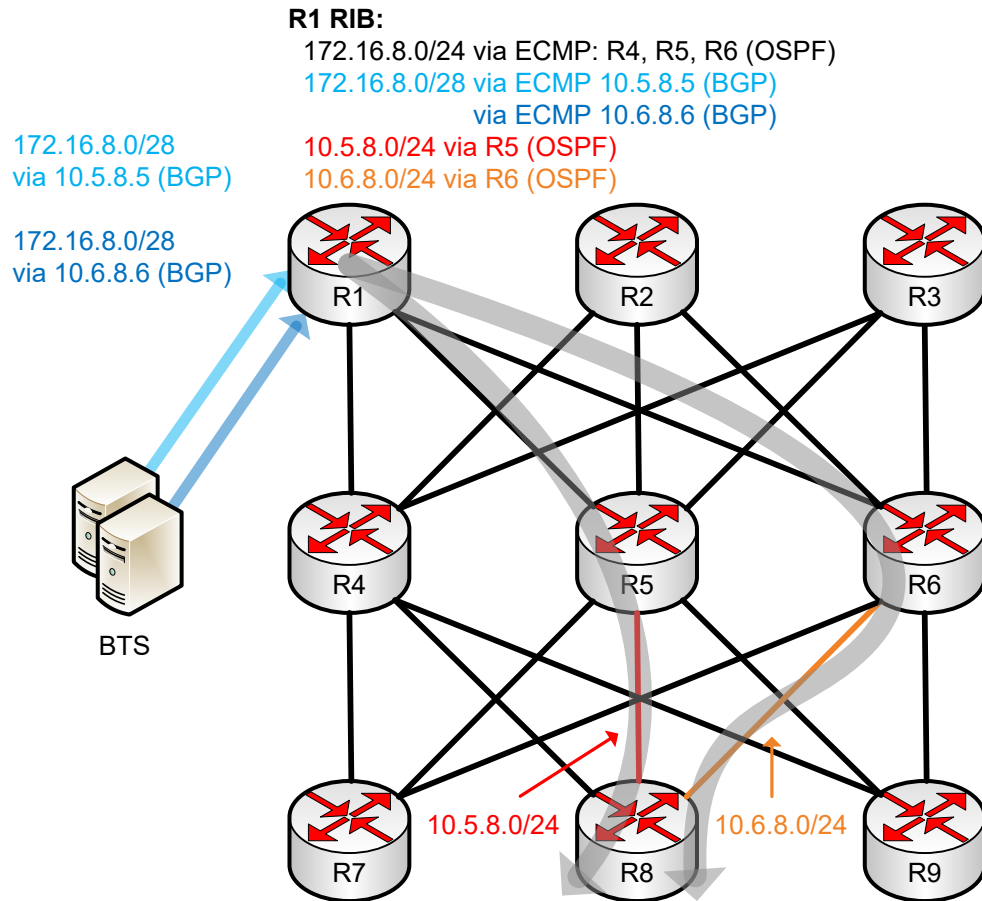 R1 RIB:
172.16.8.0/24 via ECMP: R4, R5, R6 (OSPF)
172.16.8.0/28 via ECMP 10.5.8.5 (BGP)
via ECMP 10.6.8.6 (BGP)
10.5.8.0/24 via R5 (OSPF)
10.6.8.0/24 via R6 (OSPF)
172.16.8.0/28
via 10.5.8.5 (BGP)
172.16.8.0/28
via 10.6.8.6 (BGP)
R1
R2
R3
R4
R5
R6
BTS
10.5.8.0/24
10.6.8.0/24
R7
R8
R9